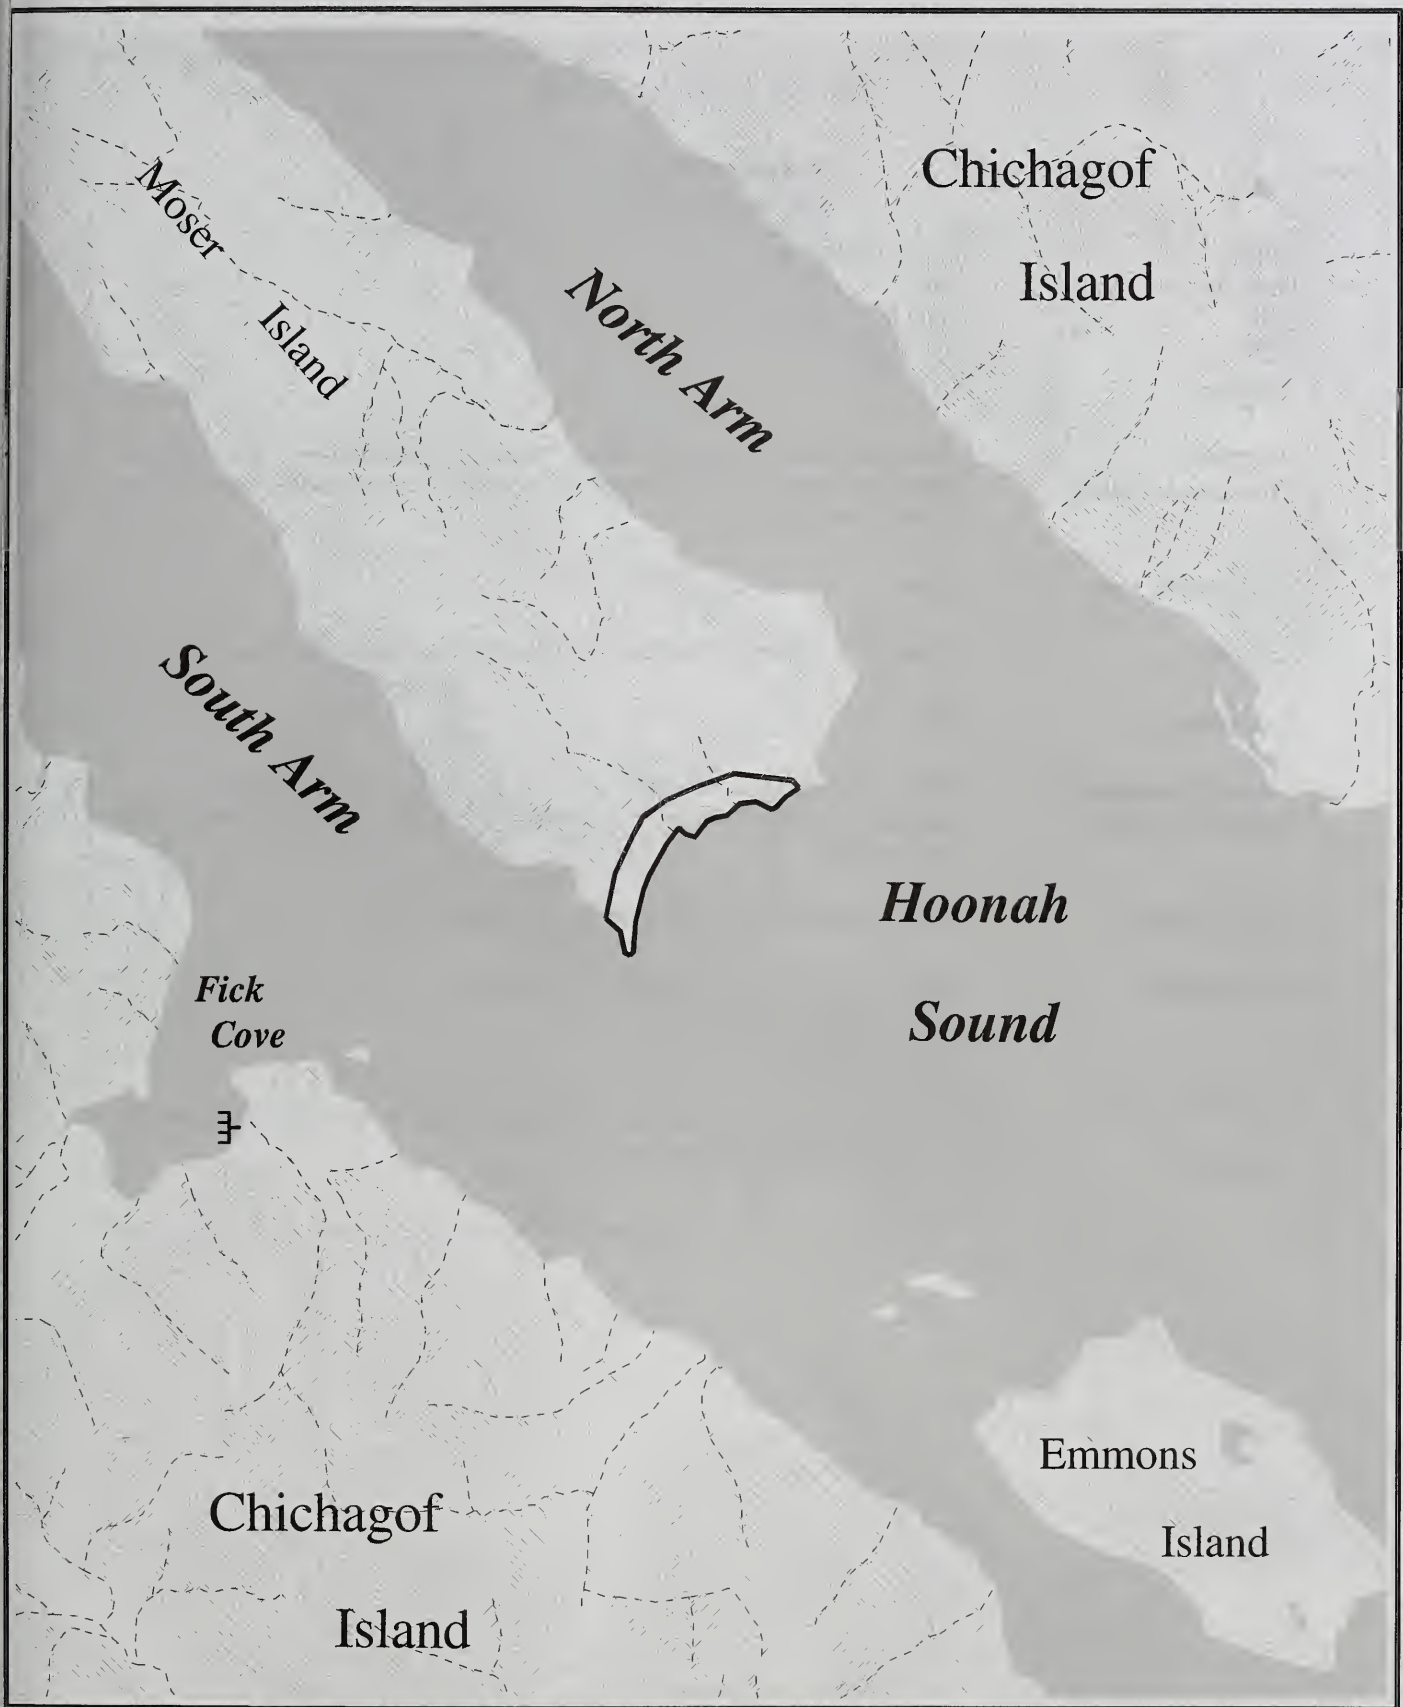 Chichagof
Island
Moser
Island
North Arm
South Arm
Hoonah
Sound
Fick
Cove
Emmons
Island
Chichagof
Island